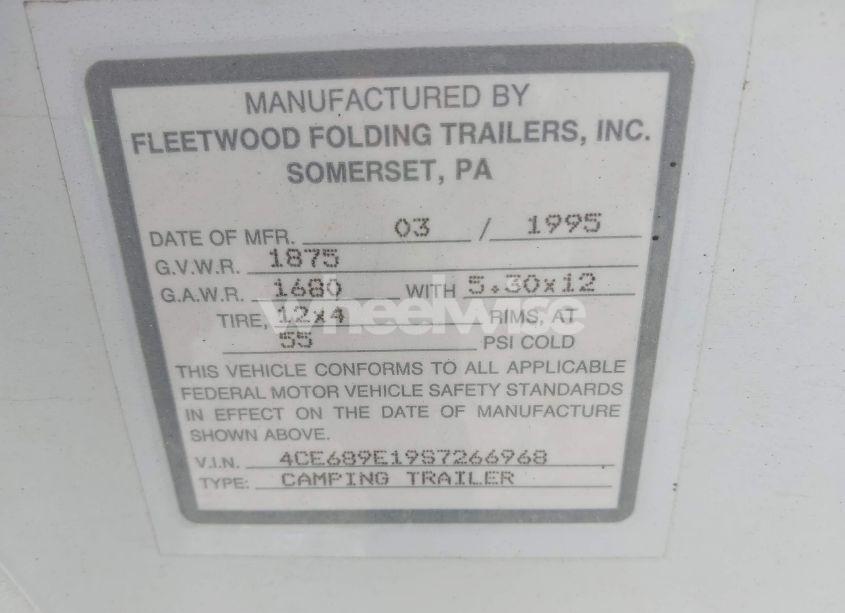 MANUFACTURED BY
FLEETWOOD FOLDING TRAILERS, INC.
SOMERSET, PA
DATE OF MFR. 03 / 1995
G.V.W.R. 1875
G.A.W.R. 1680 WITH 5.30x12
TIRE, 12x4 RIMS, AT
55 PSI COLD
wheelwise
THIS VEHICLE CONFORMS TO ALL APPLICABLE
FEDERAL MOTOR VEHICLE SAFETY STANDARDS
IN EFFECT ON THE DATE OF MANUFACTURE
SHOWN ABOVE.
V.I.N. 4CE689E19S7266968
TYPE: CAMPING TRAILER